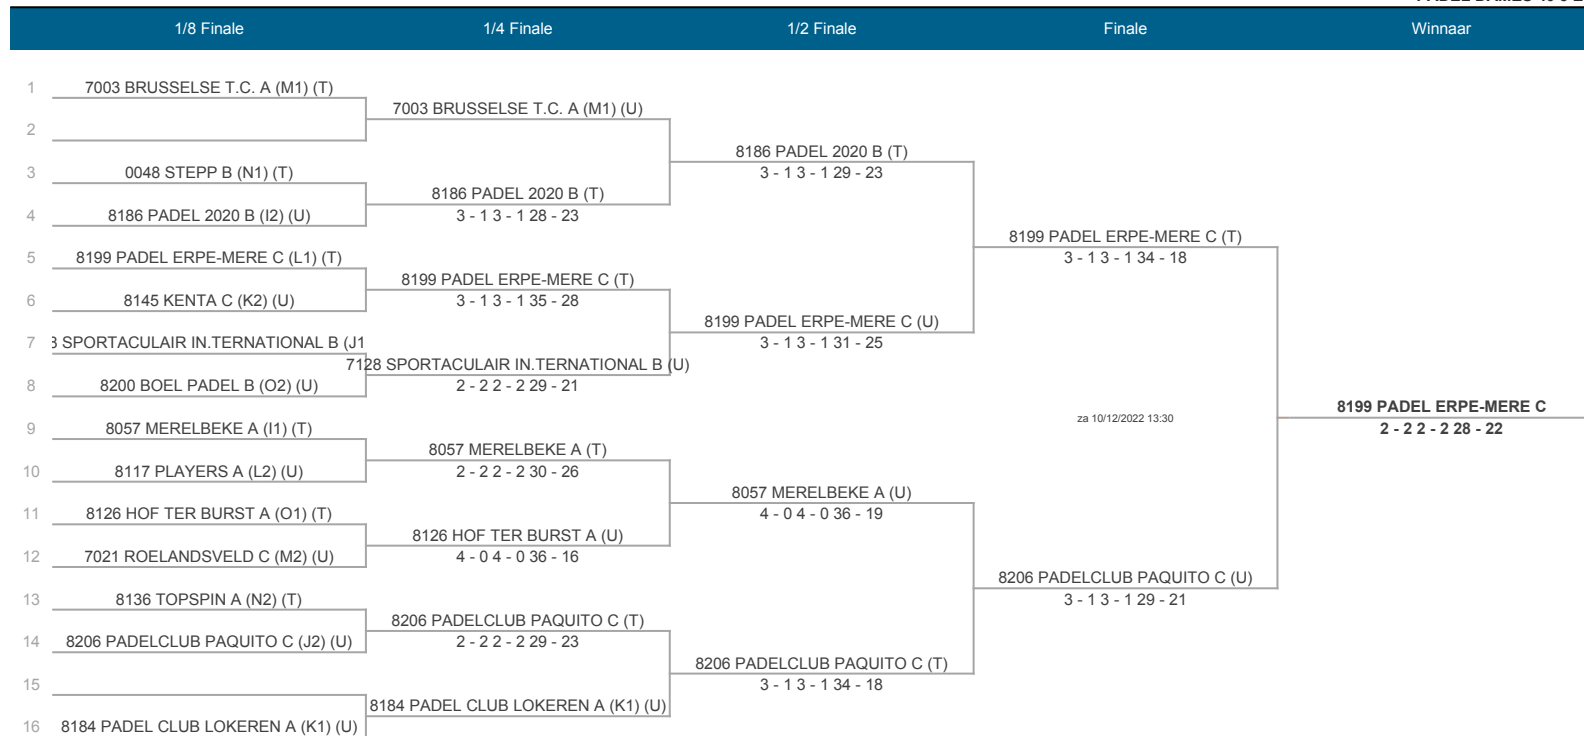 1/8 Finale 1/4 Finale 1/2 Finale Finale Winnaar
1 7003 BRUSSELSE T.C. A (M1) (T)
7003 BRUSSELSE T.C. A (M1) (U)
2
8186 PADEL 2020 B (T)
3 0048 STEPP B (N1) (T) 3 - 1 3 - 1 29 - 23
8186 PADEL 2020 B (T)
4 8186 PADEL 2020 B (I2) (U) 3 - 1 3 - 1 28 - 23
8199 PADEL ERPE-MERE C (T)
5 8199 PADEL ERPE-MERE C (L1) (T) 3 - 1 3 - 1 34 - 18
8199 PADEL ERPE-MERE C (T)
6 8145 KENTA C (K2) (U) 3 - 1 3 - 1 35 - 28
8199 PADEL ERPE-MERE C (U)
7 SPORTACULAIR IN.TERNATIONAL B (J1 3 - 1 3 - 1 31 - 25
7128 SPORTACULAIR IN.TERNATIONAL B (U)
8 8200 BOEL PADEL B (O2) (U) 2 - 2 2 - 2 29 - 21
8199 PADEL ERPE-MERE C
za 10/12/2022 13:30
9 8057 MERELBEKE A (I1) (T) 2 - 2 2 - 2 28 - 22
8057 MERELBEKE A (T)
10 8117 PLAYERS A (L2) (U) 2 - 2 2 - 2 30 - 26
8057 MERELBEKE A (U)
11 8126 HOF TER BURST A (O1) (T) 4 - 0 4 - 0 36 - 19
8126 HOF TER BURST A (U)
12 7021 ROELANDSVELD C (M2) (U) 4 - 0 4 - 0 36 - 16
8206 PADELCLUB PAQUITO C (U)
13 8136 TOPSPIN A (N2) (T) 3 - 1 3 - 1 29 - 21
8206 PADELCLUB PAQUITO C (T)
14 8206 PADELCLUB PAQUITO C (J2) (U) 2 - 2 2 - 2 29 - 23
8206 PADELCLUB PAQUITO C (T)
15 3 - 1 3 - 1 34 - 18
8184 PADEL CLUB LOKEREN A (K1) (U)
16 8184 PADEL CLUB LOKEREN A (K1) (U)